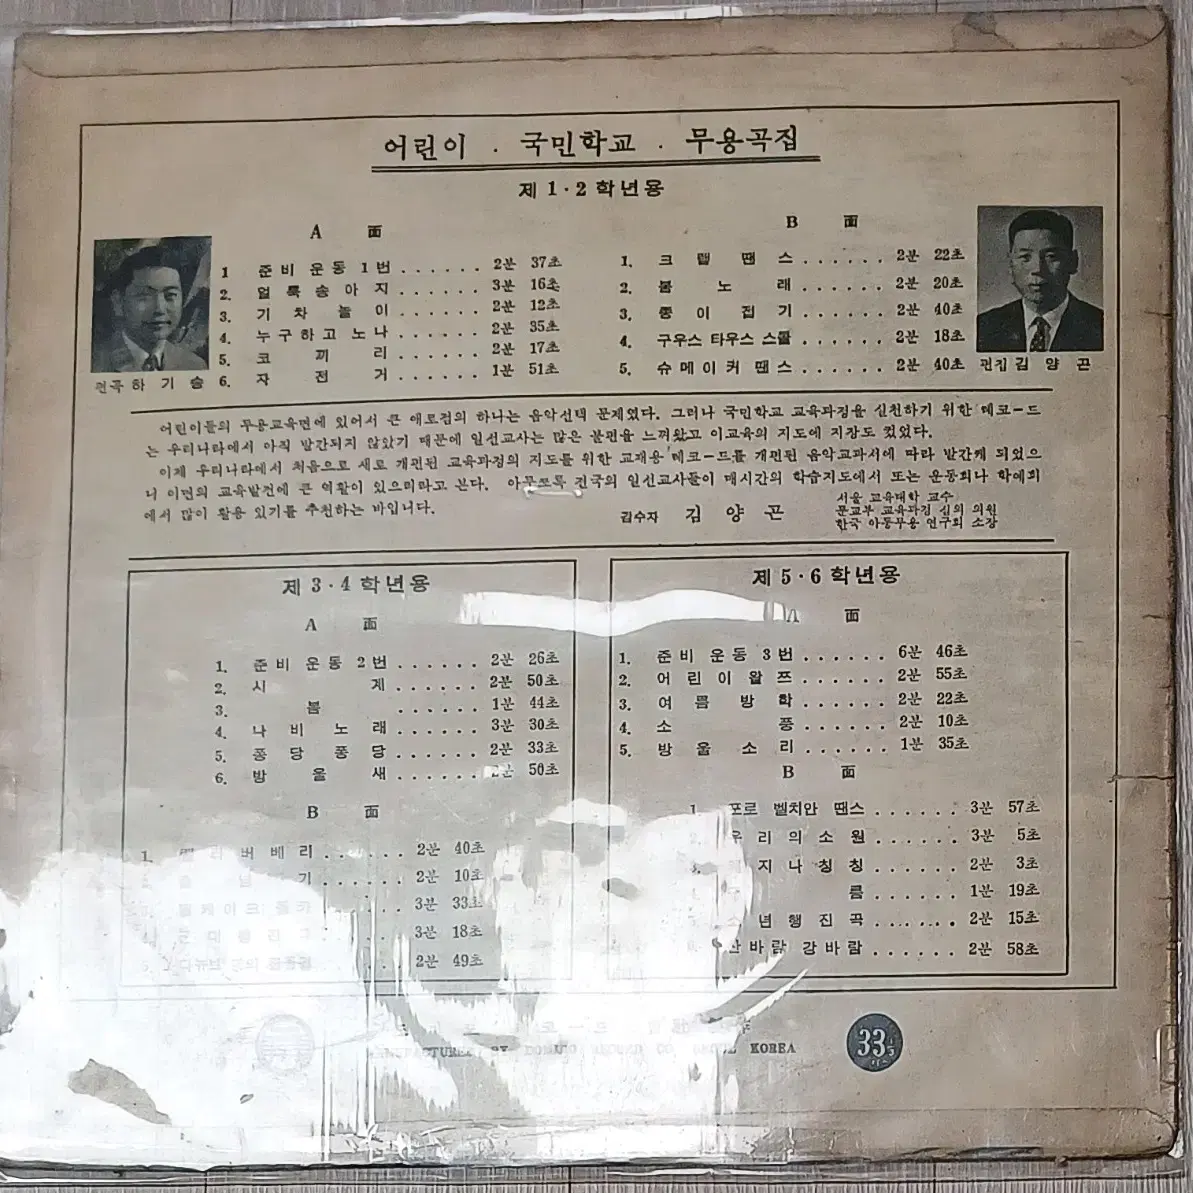 어린이 . 국민학교 . 무용곡집
제 1·2 학년용
A 面
1 준비 운동 1번 ...... 2분 37초
2. 얼룩송아지 ...... 3분 16초
3. 기차놀이 ...... 2분 12초
4. 누구하고 노나 ...... 2분 35초
5. 코끼리 ...... 2분 17초
6. 자전거 ...... 1분 51초
B 面
1. 크랲 땐스 ...... 2분 22초
2. 봄노래 ...... 2분 20초
3. 종이접기 ...... 2분 40초
4. 구우스 타우스 스콜 ...... 2분 18초
5. 슈메이커 땐스 ...... 2분 40초
편곡 하기송
편집 김양곤
어린이들의 무용교육면에 있어서 큰 애로점의 하나는 음악선택 문제였다. 그러나 국민학교 교육과정을 실천하기 위한 레코-드
는 우리나라에서 아직 발간되지 않았기 때문에 일선교사는 많은 불편을 느껴왔고 이교육의 지도에 지장도 컸었다.
이제 우리나라에서 처음으로 새로 개편된 교육과정의 지도를 위한 교재용 레코-드를 개편된 음악교과서에 따라 발간케 되었으
니 이면의 교육발전에 큰 역활이 있으리라고 본다. 아무쪼록 전국의 일선교사들이 매시간의 학습지도에서 또는 운동회나 학예회
에서 많이 활용 있기를 추천하는 바입니다.
감수자 김양곤
서울 교육대학 교수
문교부 교육과정 심의 의원
한국 아동무용 연구회 소장
제 3·4 학년용
A 面
1. 준비 운동 2번 ...... 2분 26초
2. 시계 ...... 2분 50초
3. 봄 ...... 1분 44초
4. 나비노래 ...... 3분 30초
5. 퐁당퐁당 ...... 2분 33초
6. 방울새 ...... 50초
B 面
1. 버베리 ...... 2분 40초
기 ...... 2분 10초
3분 33초
3분 18초
2분 49초
제 5·6 학년용
A 面
1. 준비 운동 3번 ...... 6분 46초
2. 어린이왈쯔 ...... 2분 55초
3. 여름방학 ...... 2분 22초
4. 소풍 ...... 2분 10초
5. 방울소리 ...... 1분 35초
B 面
1. 포르 벨치안 땐스 ...... 3분 57초
우리의소원 ...... 3분 5초
지나칭칭 ...... 2분 3초
름 ...... 1분 19초
년행진곡 ...... 2분 15초
산바람 강바람 ...... 2분 58초
RECORD CO. SEOUL KOREA
33⅓